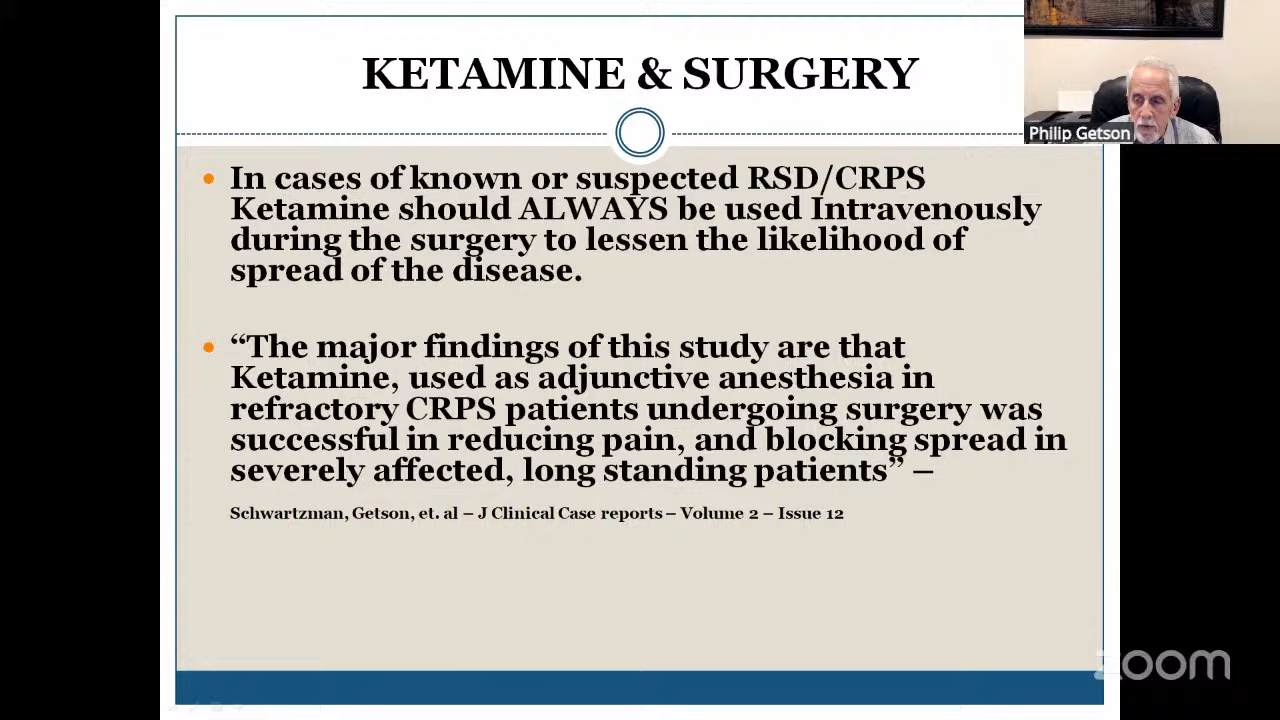 KETAMINE & SURGERY
Philip Getson
In cases of known or suspected RSD/CRPS
Ketamine should ALWAYS be used Intravenously
during the surgery to lessen the likelihood of
spread of the disease.
“The major findings of this study are that
Ketamine, used as adjunctive anesthesia in
refractory CRPS patients undergoing surgery was
successful in reducing pain, and blocking spread in
severely affected, long standing patients” –
Schwartzman, Getson, et. al – J Clinical Case reports – Volume 2 – Issue 12
zoom